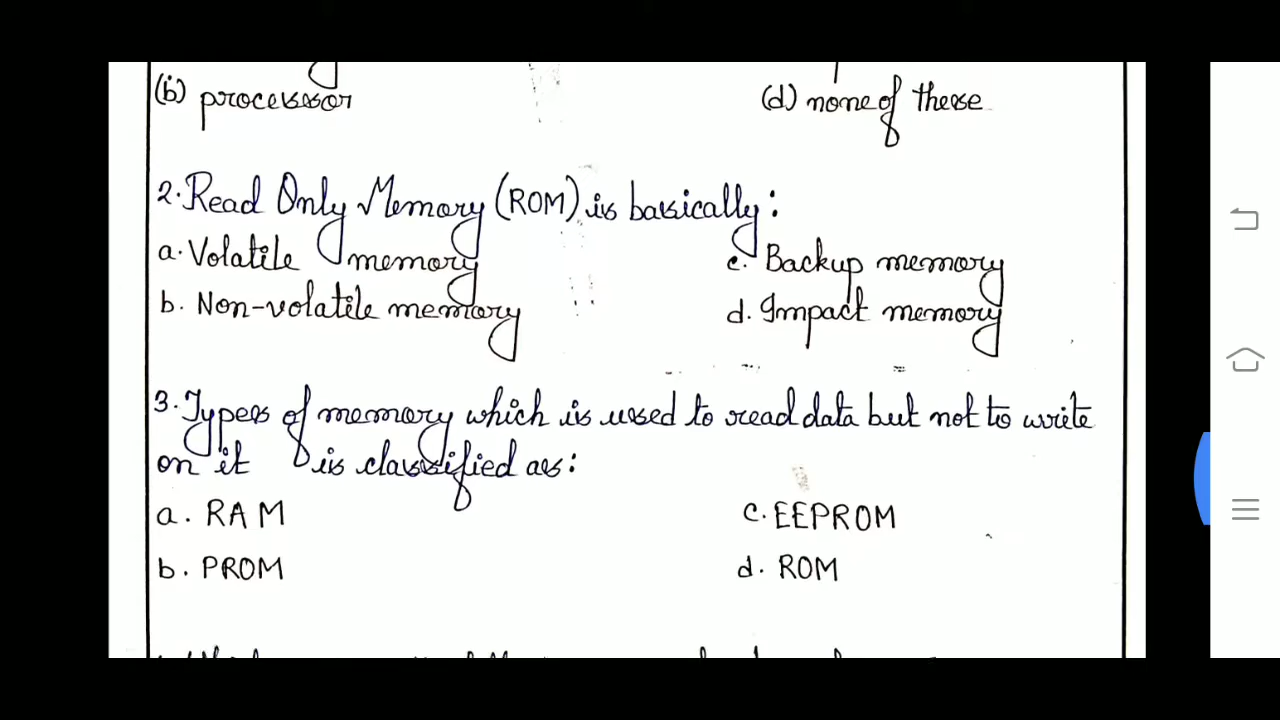 (b) processor (d) none of these
2. Read Only Memory (ROM) is basically:
a. Volatile memory c. Backup memory
b. Non-volatile memory d. Impact memory
3. Types of memory which is used to read data but not to write
on it is classified as:
a. RAM c. EEPROM
b. PROM d. ROM